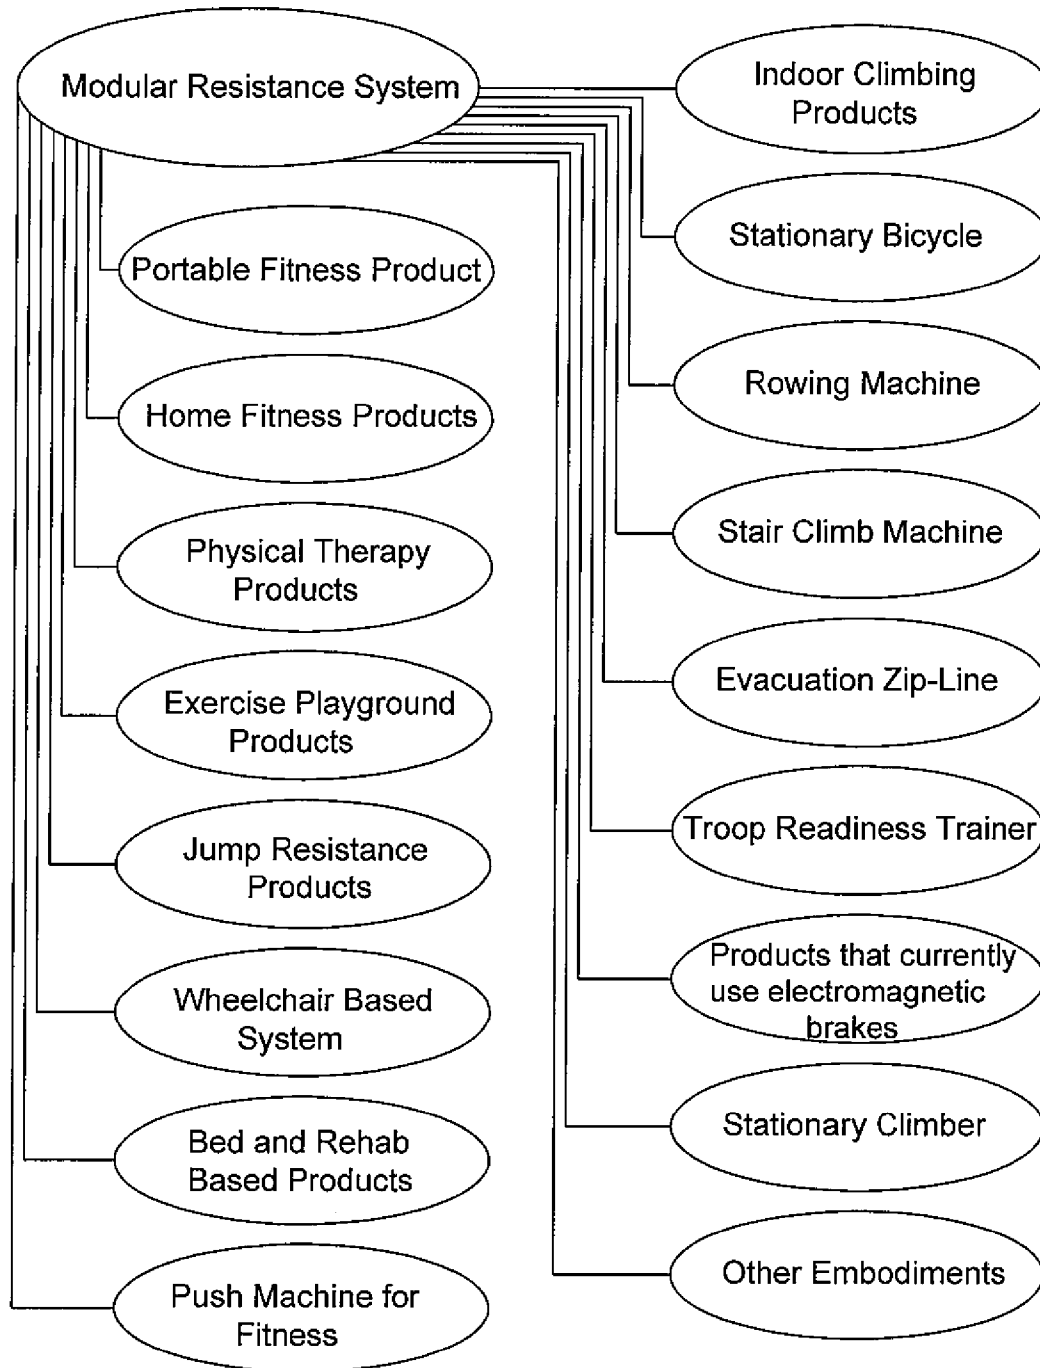 Modular Resistance System
Portable Fitness Product
Home Fitness Products
Physical Therapy
Products
Exercise Playground
Products
Jump Resistance
Products
Wheelchair Based
System
Bed and Rehab
Based Products
Push Machine for
Fitness
Indoor Climbing
Products
Stationary Bicycle
Rowing Machine
Stair Climb Machine
Evacuation Zip-Line
Troop Readiness Trainer
Products that currently
use electromagnetic
brakes
Stationary Climber
Other Embodiments